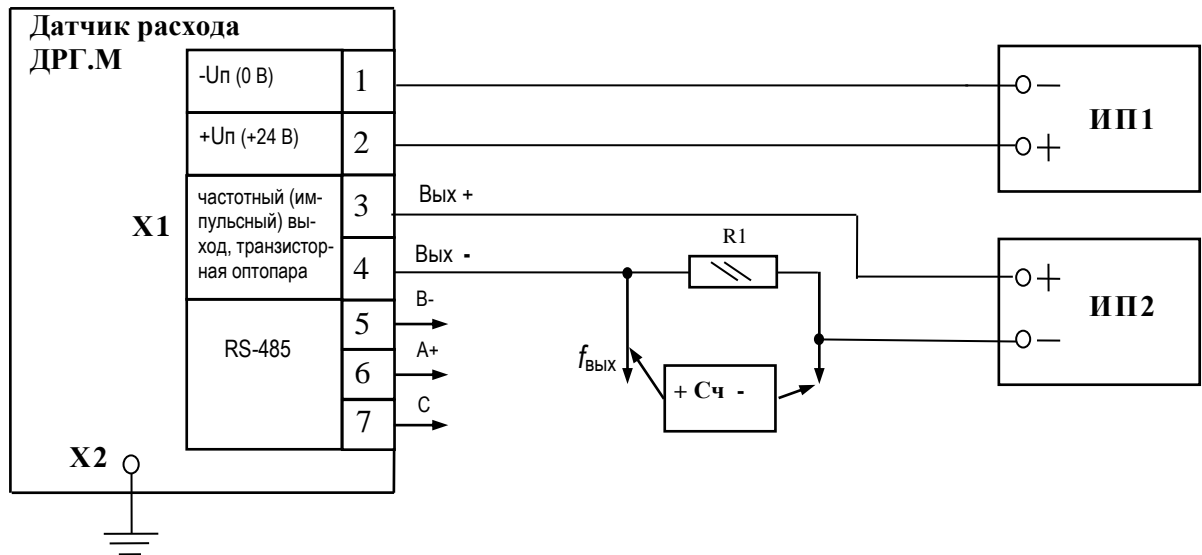 Датчик расхода
ДРГ.М
X1
-Uп (0 В)
1
+Uп (+24 В)
2
частотный (им-
пульсный) вы-
ход, транзистор-
ная оптопара
3
4
RS-485
5
6
7
X2
Вых +
Вых -
B-
A+
C
R1
fвых
+ Сч -
ИП1
ИП2